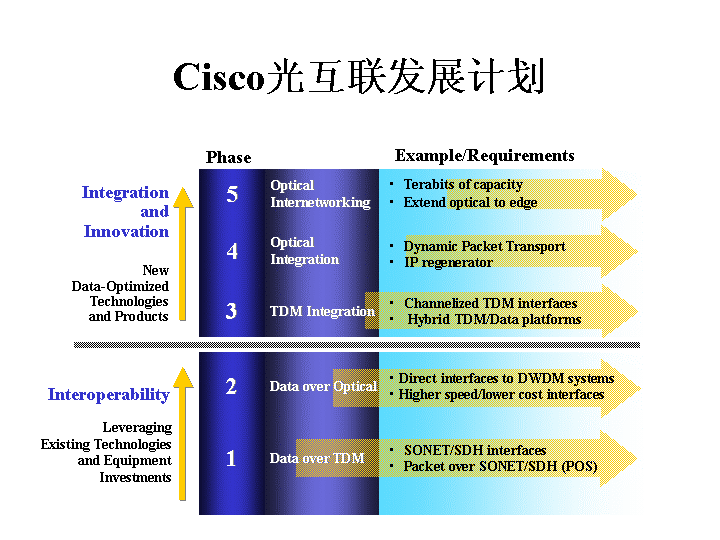 Cisco光互联发展计划
Phase
Example/Requirements
Integration
and
Innovation
New
Data-Optimized
Technologies
and Products
5
Optical
Internetworking
• Terabits of capacity
• Extend optical to edge
4
Optical
Integration
• Dynamic Packet Transport
• IP regenerator
3
TDM Integration
• Channelized TDM interfaces
• Hybrid TDM/Data platforms
Interoperability
Leveraging
Existing Technologies
and Equipment
Investments
2
Data over Optical
• Direct interfaces to DWDM systems
• Higher speed/lower cost interfaces
1
Data over TDM
• SONET/SDH interfaces
• Packet over SONET/SDH (POS)